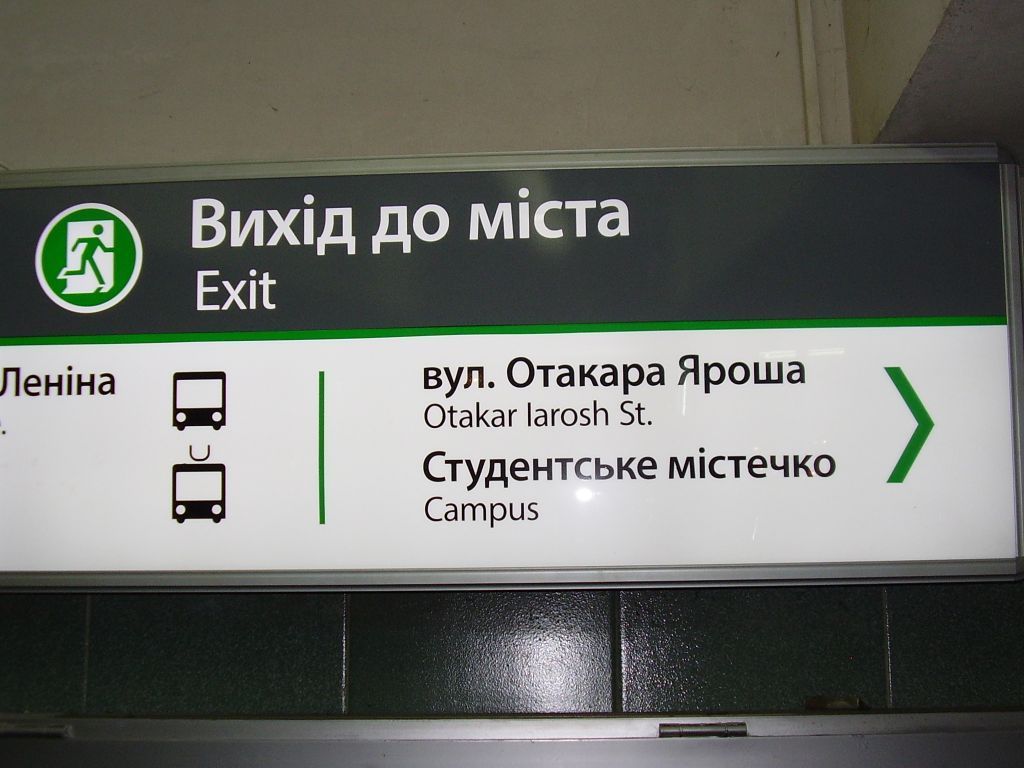 Вихід до міста
Exit
Леніна
вул. Отакара Яроша
Otakar Iarosh St.
Студентське містечко
Campus